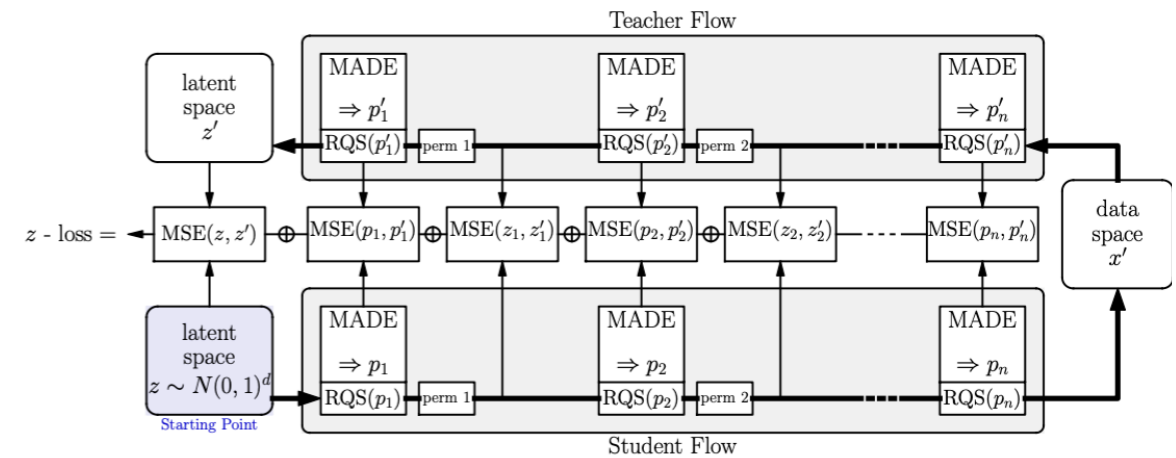 Teacher Flow
latent
space
z′
MADE
⇒ p′₁
RQS(p′₁)
perm 1
MADE
⇒ p′₂
RQS(p′₂)
perm 2
MADE
⇒ p′ₙ
RQS(p′ₙ)
z - loss =
MSE(z, z′)
⊕
MSE(p₁, p′₁)
⊕
MSE(z₁, z′₁)
⊕
MSE(p₂, p′₂)
⊕
MSE(z₂, z′₂)
MSE(pₙ, p′ₙ)
data
space
x′
latent
space
z ∼ N(0, 1)ᵈ
Starting Point
MADE
⇒ p₁
RQS(p₁)
perm 1
MADE
⇒ p₂
RQS(p₂)
perm 2
MADE
⇒ pₙ
RQS(pₙ)
Student Flow